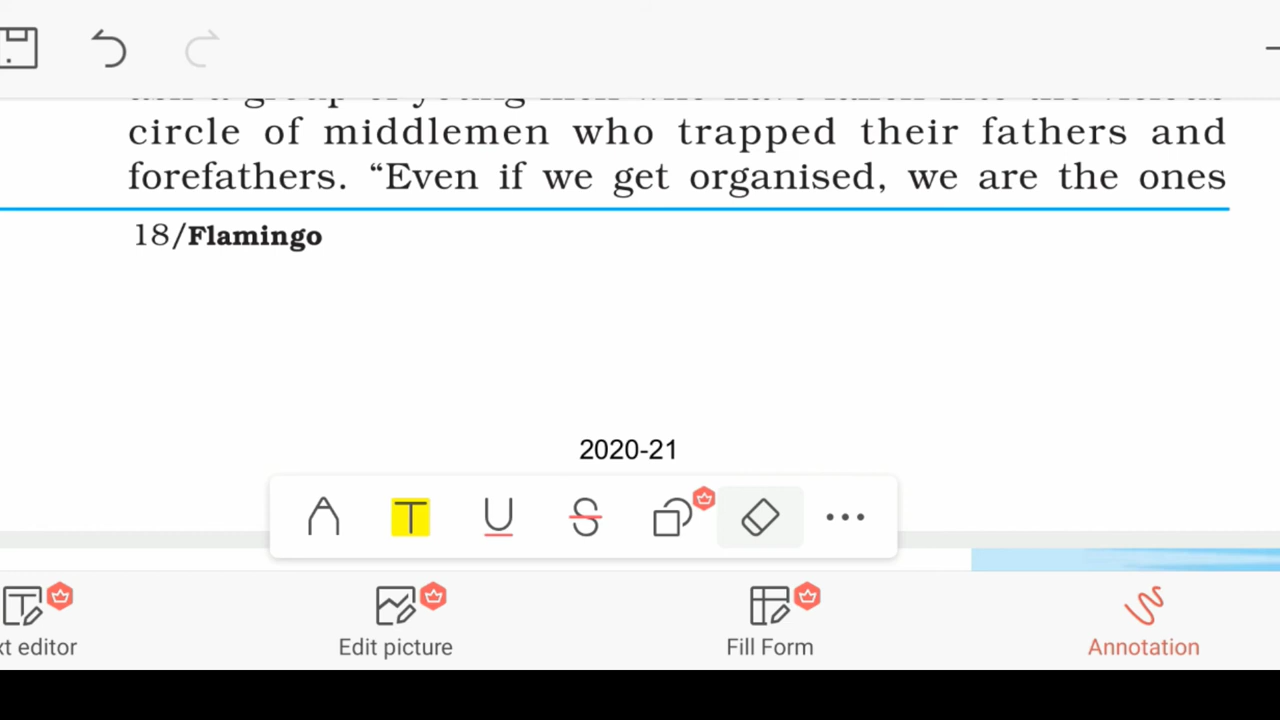 circle of middlemen who trapped their fathers and
forefathers. “Even if we get organised, we are the ones
18/Flamingo
2020-21
Edit picture
Fill Form
Annotation
editor